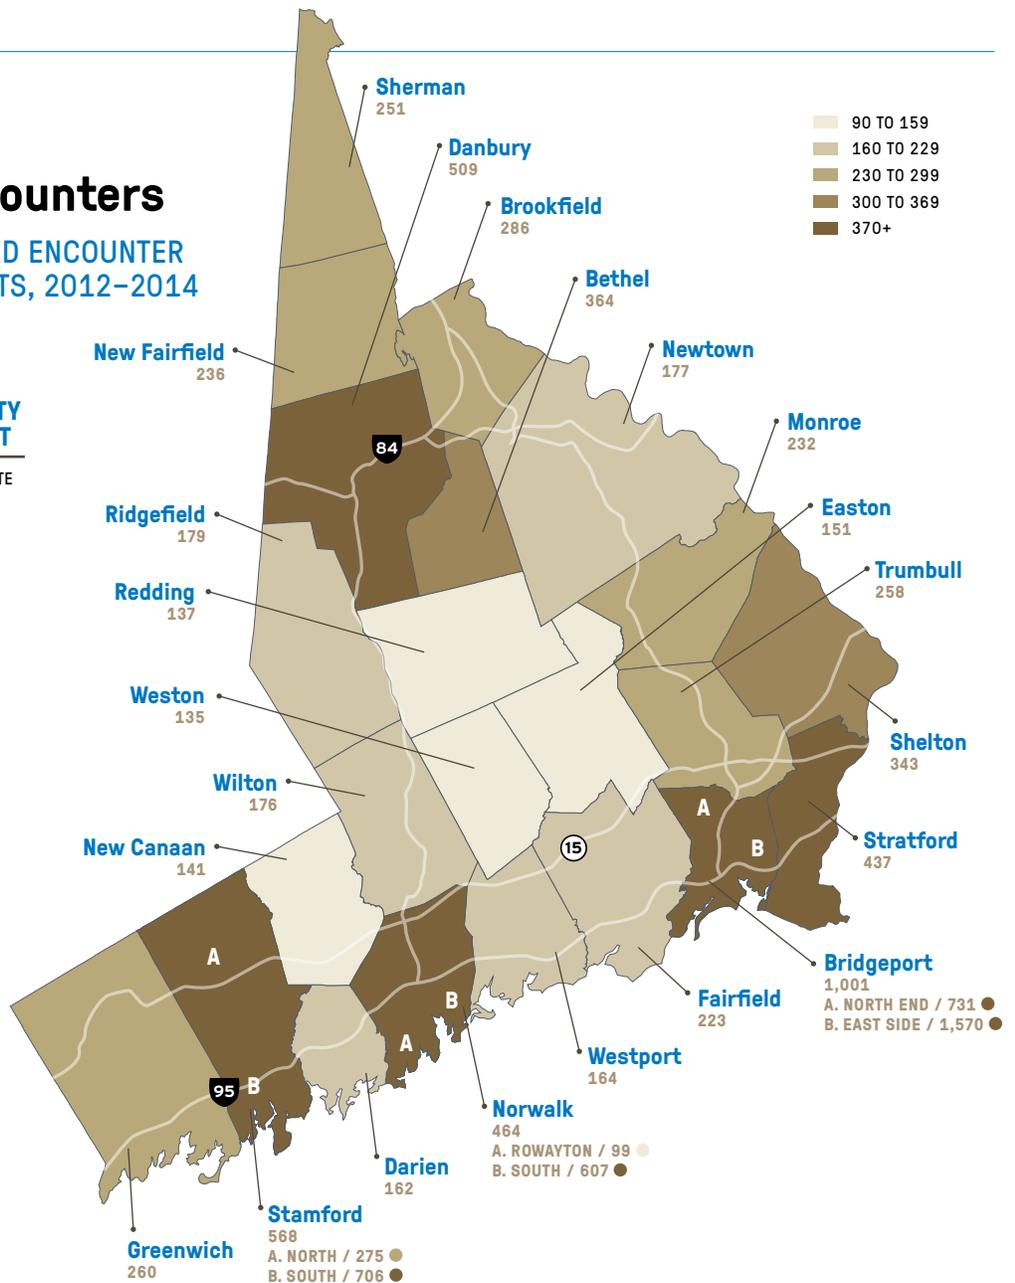 ounters
D ENCOUNTER
TS, 2012–2014
TY
T
TE
90 TO 159
160 TO 229
230 TO 299
300 TO 369
370+
Sherman
251
Danbury
509
Brookfield
286
Bethel
364
New Fairfield
236
Newtown
177
Monroe
232
84
Ridgefield
179
Easton
151
Trumbull
258
Redding
137
Weston
135
Shelton
343
Wilton
176
A
B
15
Stratford
437
New Canaan
141
A
Bridgeport
1,001
A. NORTH END / 731
B. EAST SIDE / 1,570
B
A
Fairfield
223
Westport
164
95
B
Norwalk
464
A. ROWAYTON / 99
B. SOUTH / 607
Darien
162
Stamford
568
A. NORTH / 275
B. SOUTH / 706
Greenwich
260